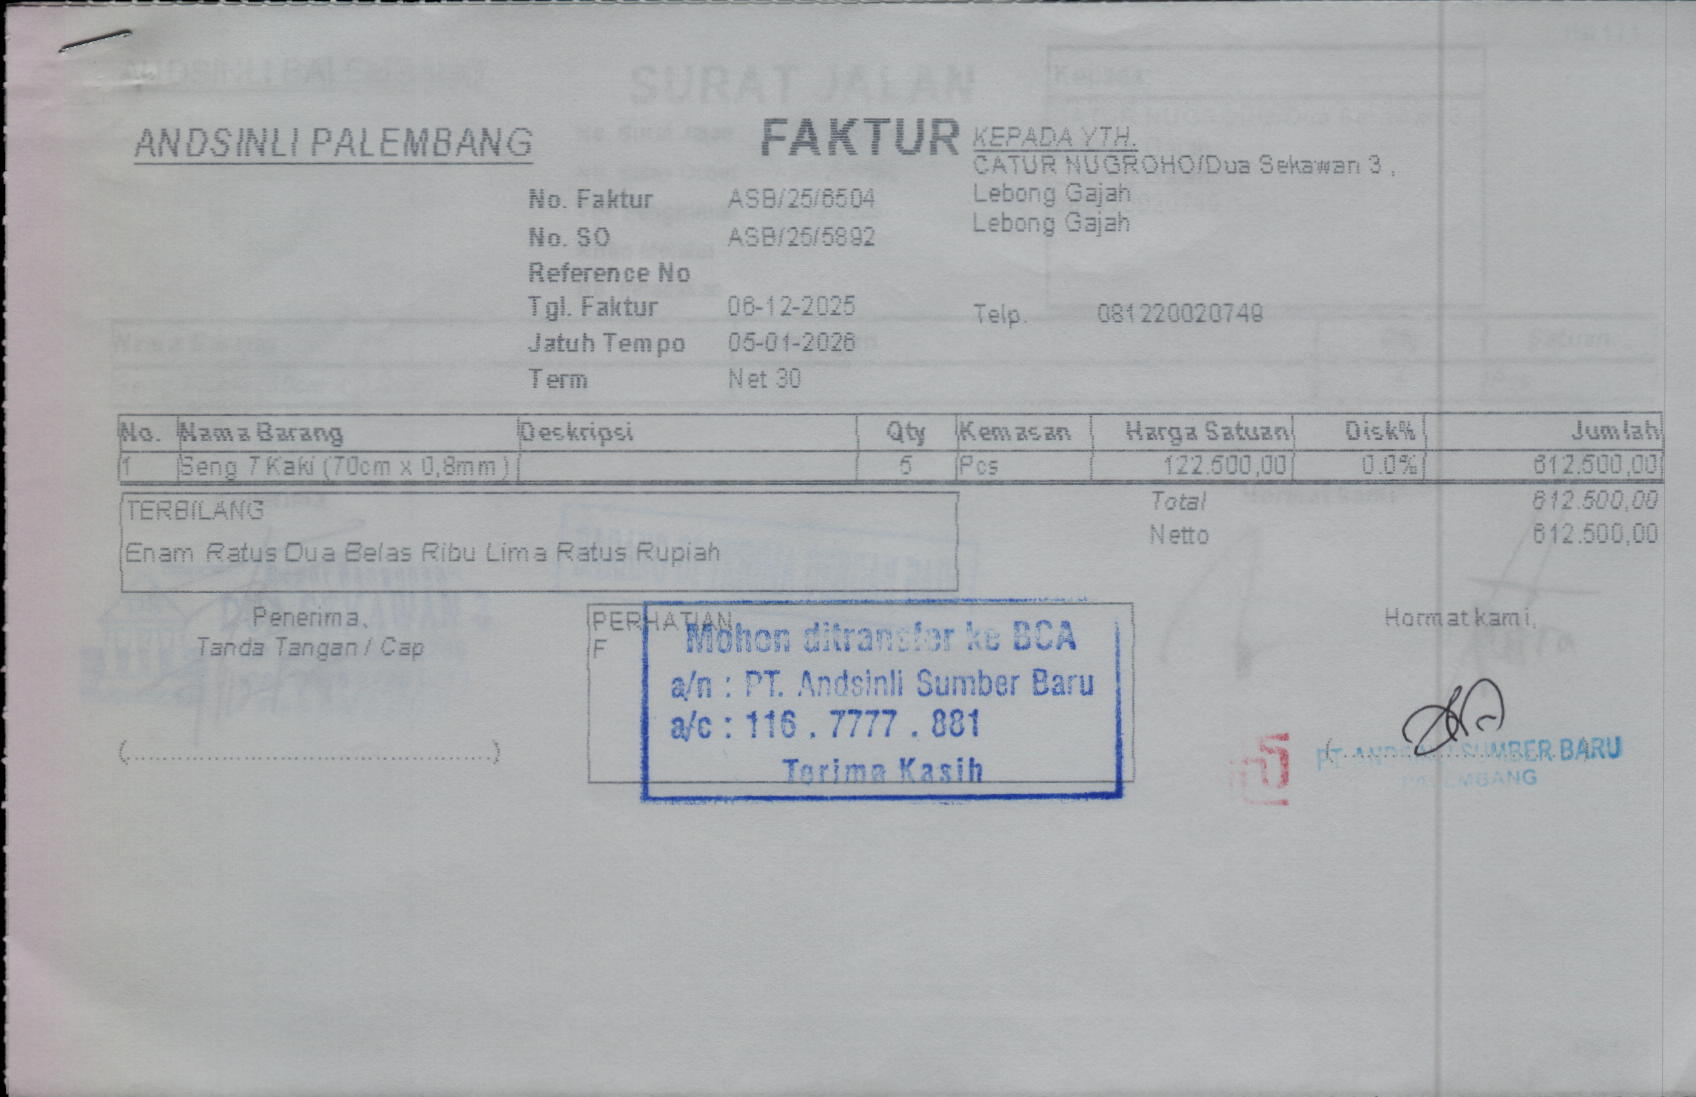 ANDSINLI PALEMBANG
SURAT JALAN
FAKTUR
KEPADA YTH.
CATUR NUGROHO/Dua Sekawan 3 ,
Lebong Gajah
Lebong Gajah
No. Faktur ASB/25/6504
No. SO ASB/25/5892
Reference No
Tgl. Faktur 06-12-2025
Telp. 081220020749
Jatuh Tempo 05-01-2026
Term Net 30
No. Nama Barang Deskripsi Qty Kemasan Harga Satuan Disk% Jumlah
1 Seng 7 Kaki (70cm x 0,8mm) 5 Pcs 122.500,00 0.0% 612.500,00
TERBILANG
Enam Ratus Dua Belas Ribu Lima Ratus Rupiah
Total 612.500,00
Netto 612.500,00
Penerima,
Tanda Tangan / Cap
(..................................................)
PERHATIAN
F
Mohon ditransfer ke BCA
a/n : PT. Andsinli Sumber Baru
a/c : 116 . 7777 . 881
Terima Kasih
Hormat kami,
PT. ANDSINLI SUMBER BARU
PALEMBANG